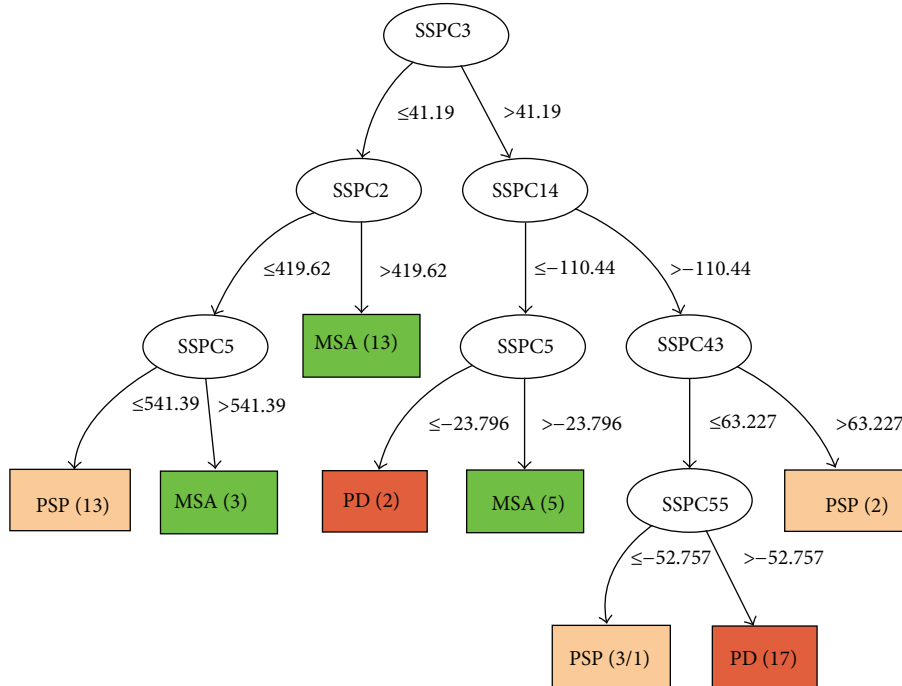 SSPC3
≤41.19
>41.19
SSPC2
SSPC14
≤419.62
>419.62
≤−110.44
>−110.44
SSPC5
MSA (13)
SSPC5
SSPC43
≤541.39
>541.39
≤−23.796
>−23.796
≤63.227
>63.227
PSP (13)
MSA (3)
PD (2)
MSA (5)
SSPC55
PSP (2)
≤−52.757
>−52.757
PSP (3/1)
PD (17)